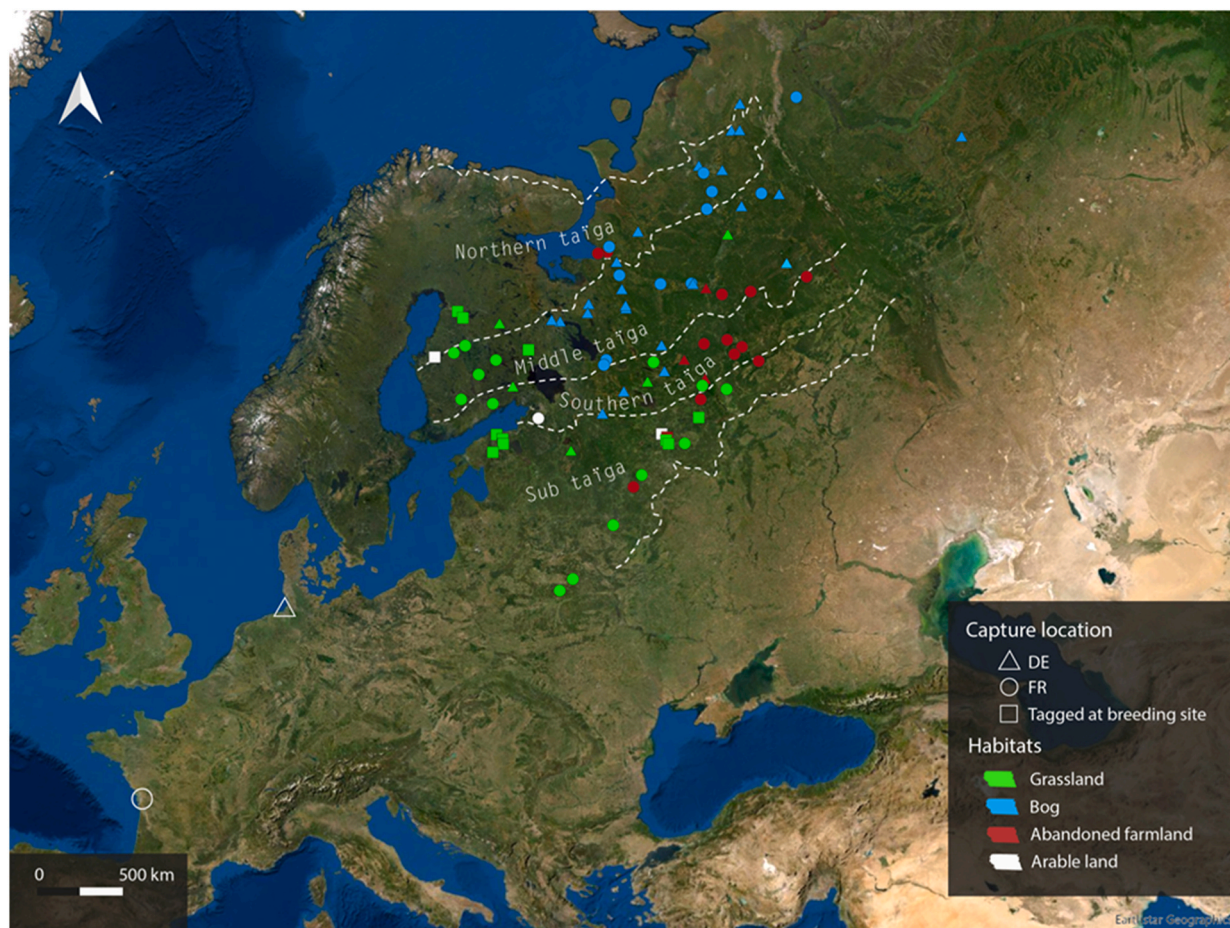 Northern taïga
Middle taïga
Southern taïga
Sub taïga
Capture location
DE
FR
Tagged at breeding site
Habitats
Grassland
Bog
Abandoned farmland
Arable land
0 500 km
Earthstar Geographics